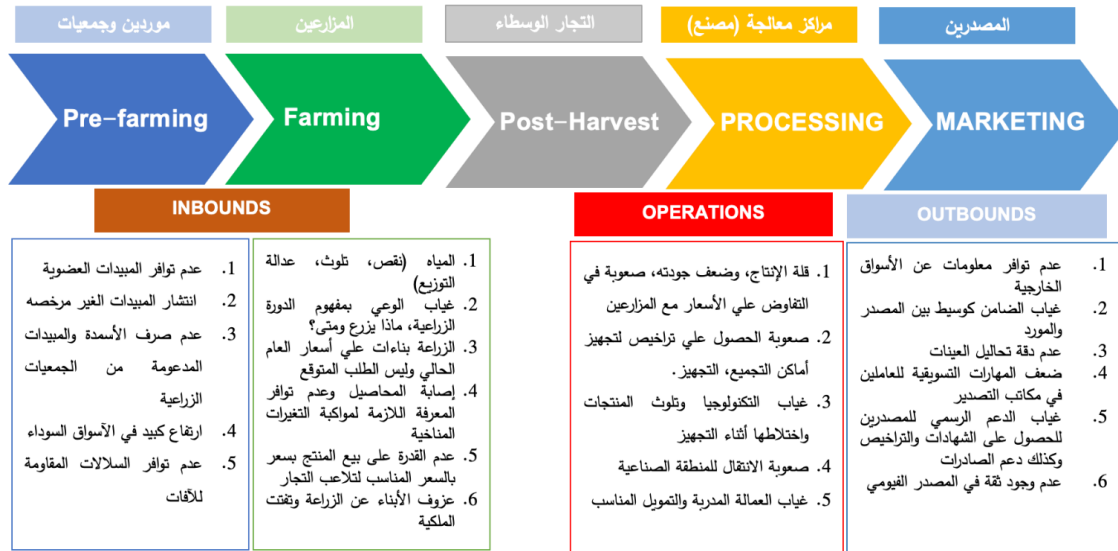 موردين وجمعيات
المزارعين
التجار الوسطاء
مراكز معالجة (مصنع)
المصدرين
Pre-farming
Farming
Post-Harvest
PROCESSING
MARKETING
INBOUNDS
OPERATIONS
OUTBOUNDS
1. عدم توافر المبيدات العضوية
2. انتشار المبيدات الغير مرخصه
3. عدم صرف الأسمدة والمبيدات
المدعومة من الجمعيات
الزراعية
4. ارتفاع كبيد في الآسواق السوداء
5. عدم توافر السلالات المقاومة
للآفات
1. المياه (نقص، تلوث، عدالة
التوزيع)
2. غياب الوعي بمفهوم الدورة
الزراعية، ماذا يزرع ومتى؟
3. الزراعة بناءات علي أسعار العام
الحالي وليس الطلب المتوقع
4. إصابة المحاصيل وعدم توافر
المعرفة اللازمة لمواكبة التغيرات
المناخية
5. عدم القدرة على بيع المنتج بسعر
بالسعر المناسب لتلاعب التجار
6. عزوف الأبناء عن الزراعة وتفتت
الملكية
1. قلة الإنتاج، وضعف جودته، صعوبة في
التفاوض علي الأسعار مع المزارعين
2. صعوبة الحصول علي تراخيص لتجهيز
أماكن التجميع، التجهيز.
3. غياب التكنولوجيا وتلوث المنتجات
واختلاطها أثناء التجهيز
4. صعوبة الانتقال للمنطقة الصناعية
5. غياب العمالة المدربة والتمويل المناسب
1. عدم توافر معلومات عن الأسواق
الخارجية
2. غياب الضامن كوسيط بين المصدر
والمورد
3. عدم دقة تحاليل العينات
4. ضعف المهارات التسويقية للعاملين
في مكاتب التصدير
5. غياب الدعم الرسمي للمصدرين
للحصول على الشهادات والتراخيص
وكذلك دعم الصادرات
6. عدم وجود ثقة في المصدر الفيومي